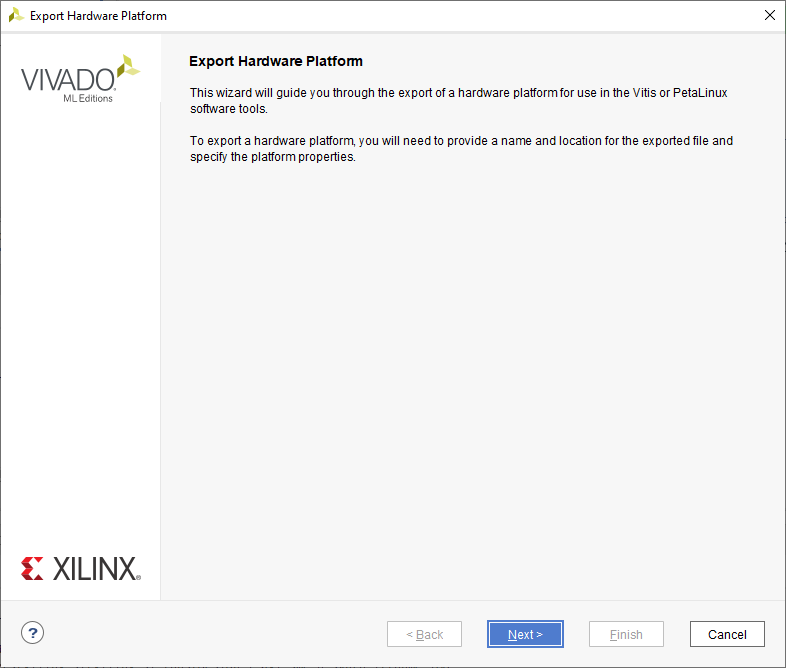 Export Hardware Platform
VIVADO
ML Editions
Export Hardware Platform
This wizard will guide you through the export of a hardware platform for use in the Vitis or PetaLinux
software tools.
To export a hardware platform, you will need to provide a name and location for the exported file and
specify the platform properties.
XILINX®
?
< Back
Next >
Finish
Cancel